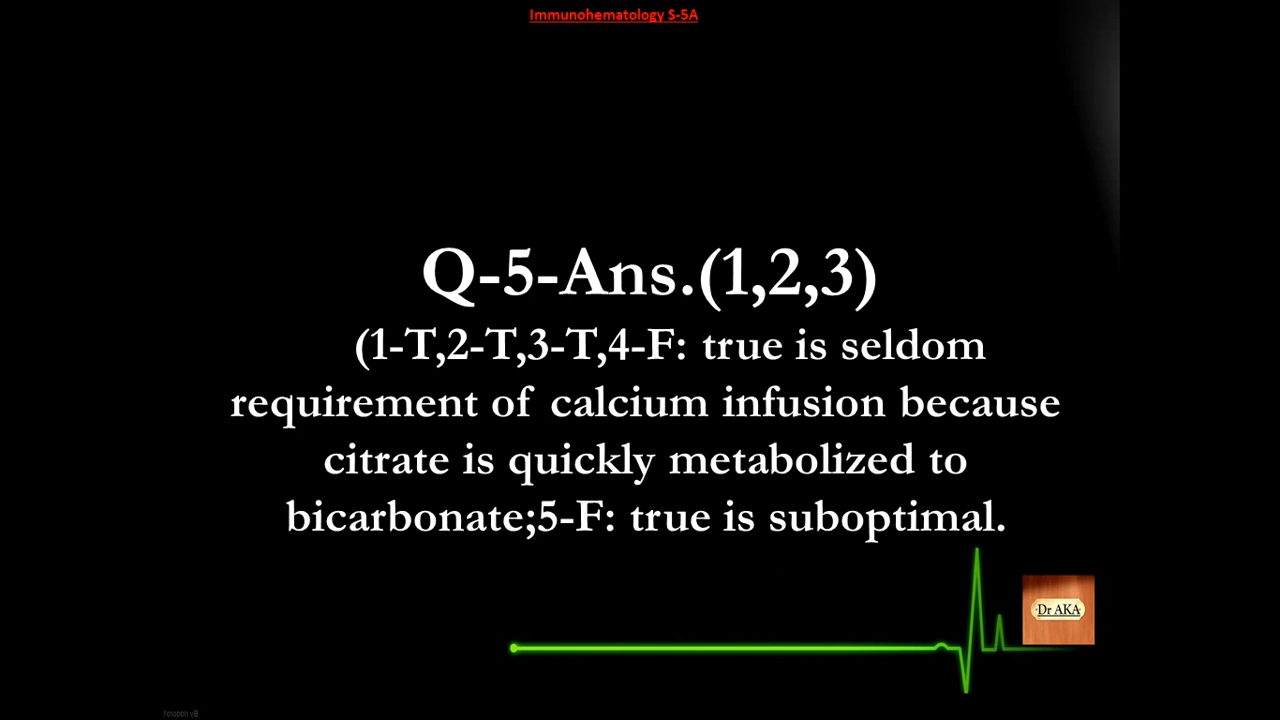 Immunohematology S-5A
Q-5-Ans.(1,2,3)
(1-T,2-T,3-T,4-F: true is seldom
requirement of calcium infusion because
citrate is quickly metabolized to
bicarbonate;5-F: true is suboptimal.
Dr AKA